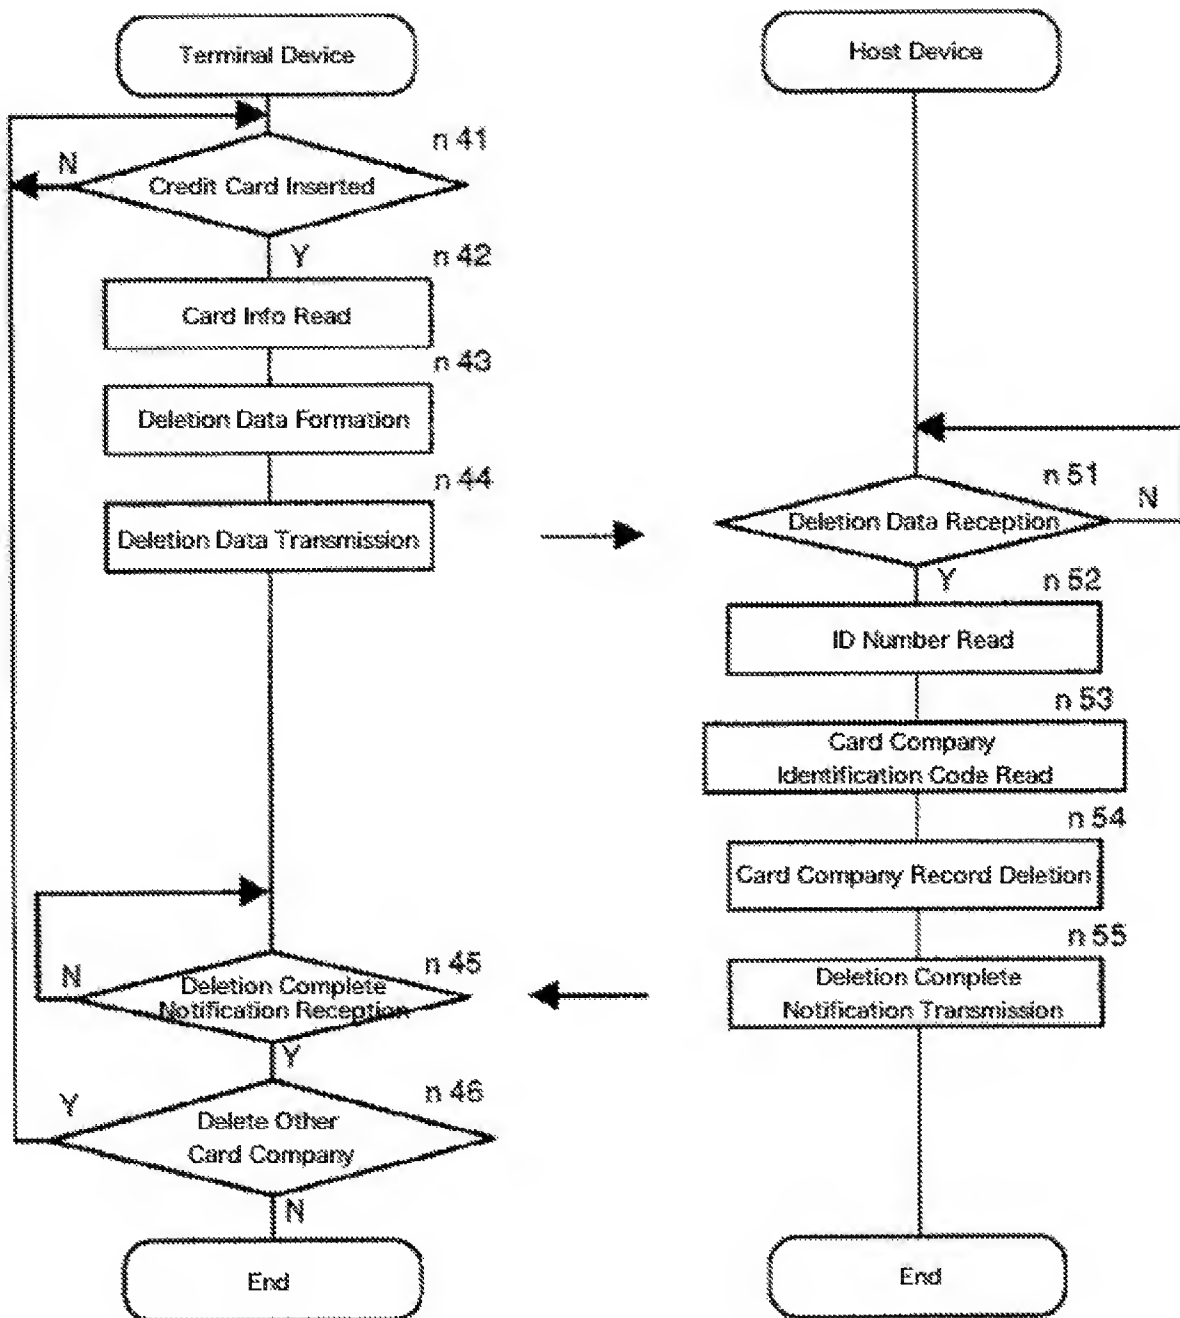 Terminal Device
n 41
N
Credit Card Inserted
Y
n 42
Card Info Read
n 43
Deletion Data Formation
n 44
Deletion Data Transmission
n 45
N
Deletion Complete
Notification Reception
Y
n 46
Y
Delete Other
Card Company
N
End
Host Device
n 51
N
Deletion Data Reception
Y
n 52
ID Number Read
n 53
Card Company
Identification Code Read
n 54
Card Company Record Deletion
n 55
Deletion Complete
Notification Transmission
End